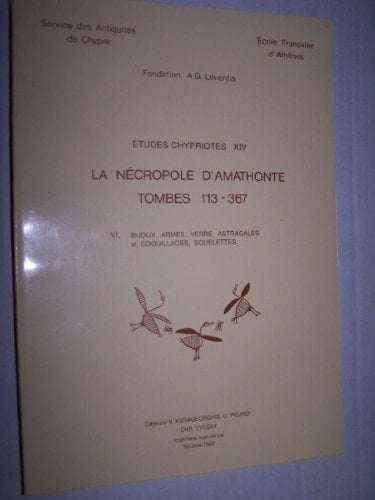 Service des Antiquités
de Chypre
École Française
d'Athènes
Fondation A.G. Leventis
ÉTUDES CHYPRIOTES XIV
LA NÉCROPOLE D'AMATHONTE
TOMBES 113-367
VI. BIJOUX, ARMES, VERRE, ASTRAGALES
et COQUILLAGES, SQUELETTES
Editeurs V. KARAGEORGHIS, O. PICARD
CHR. TYTGAT
Nicosie